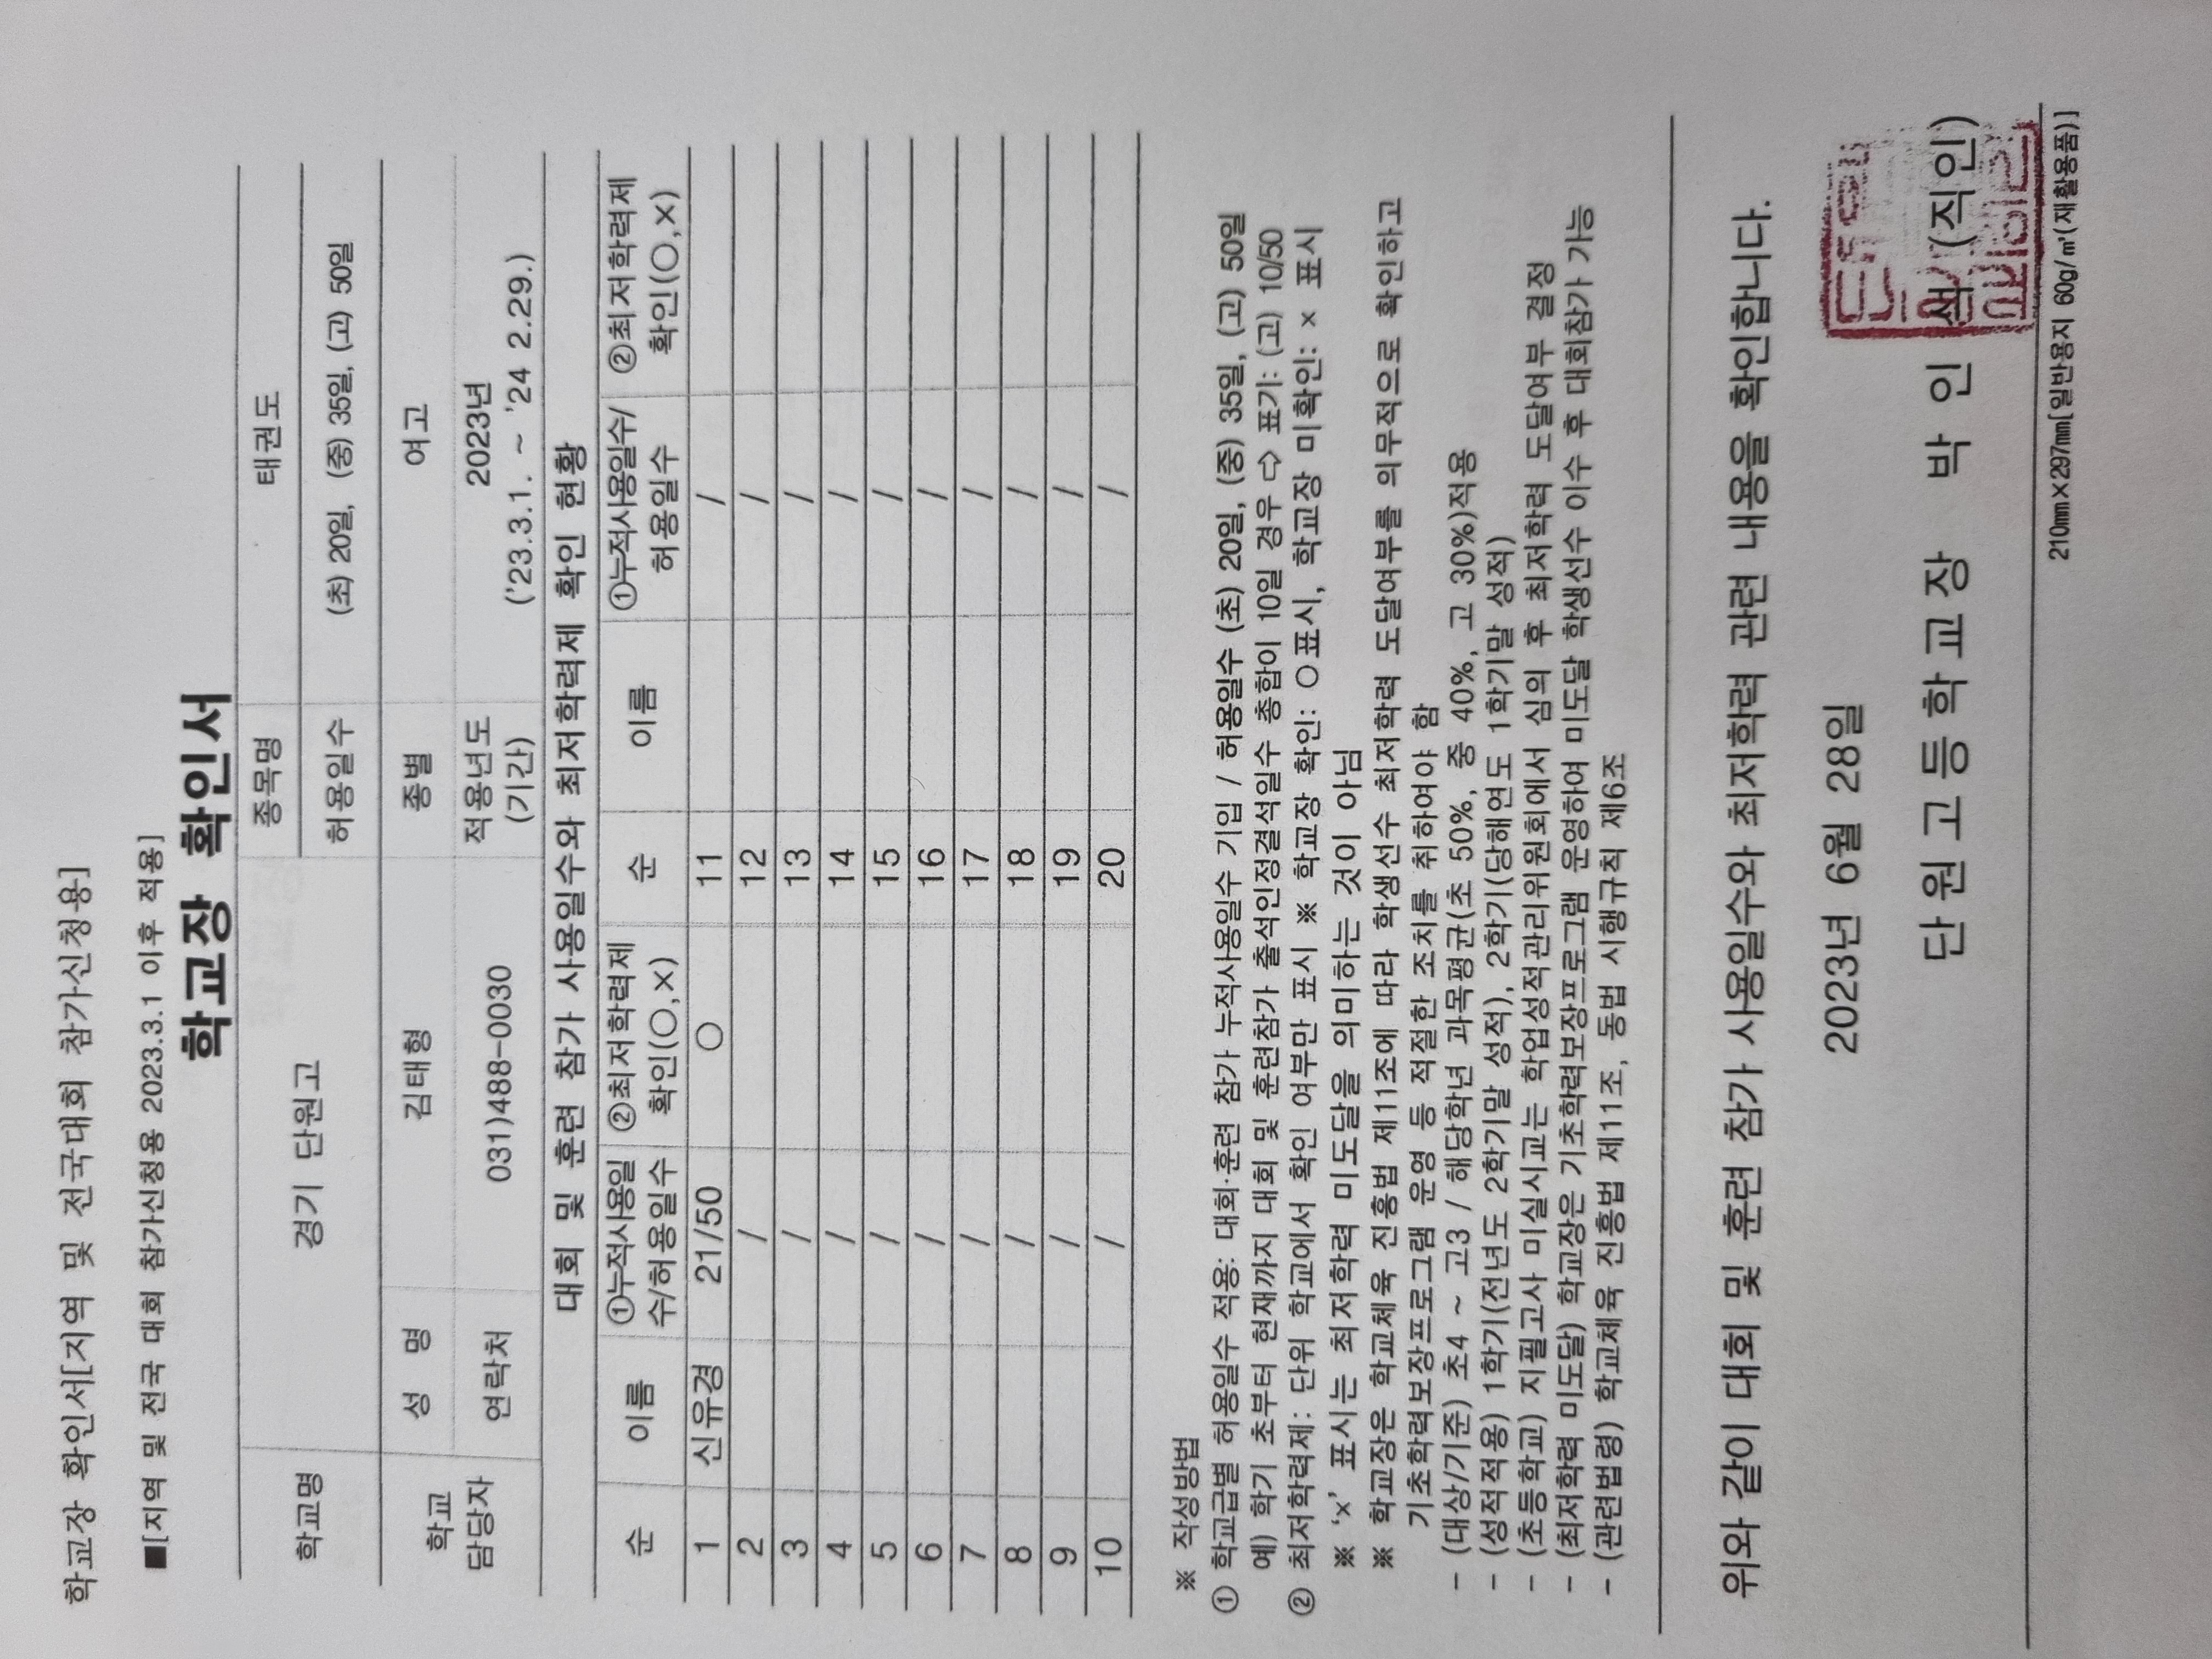 학교장 확인서[지역 및 전국대회 참가신청용]
■[지역 및 전국 대회 참가신청용 2023.3.1 이후 적용]
학교장 확인서
학교명 경기 단원고 종목명 태권도
허용일수 (초) 20일, (중) 35일, (고) 50일
학교 담당자 성 명 김태형 종별 여고
연락처 031)488-0030 적용년도 (기간) 2023년 ('23.3.1. ~ '24 2.29.)
대회 및 훈련 참가 사용일수와 최저학력제 확인 현황
순 이름 ①누적사용일수/허용일수 ②최저학력제 확인(○,×) 순 이름 ①누적사용일수/허용일수 ②최저학력제 확인(○,×)
1 신유경 21/50 ○ 11 /
2 / 12 /
3 / 13 /
4 / 14 /
5 / 15 /
6 / 16 /
7 / 17 /
8 / 18 /
9 / 19 /
10 / 20 /
※ 작성방법
① 학교급별 허용일수 적용: 대회·훈련 참가 누적사용일수 기입 / 허용일수 (초) 20일, (중) 35일, (고) 50일
예) 학기 초부터 현재까지 대회 및 훈련참가 출석인정결석일수 총합이 10일 경우 ⇨ 표기: (고) 10/50
② 최저학력제: 단위 학교에서 확인 여부만 표시 ※ 학교장 확인: ○표시, 학교장 미확인: × 표시
※ '×' 표시는 최저학력 미도달을 의미하는 것이 아님
※ 학교장은 학교체육 진흥법 제11조에 따라 학생선수 최저학력 도달여부를 의무적으로 확인하고
기초학력보장프로그램 운영 등 적절한 조치를 취하여야 함
- (대상/기준) 초4 ~ 고3 / 해당학년 과목평균(초 50%, 중 40%, 고 30%)적용
- (성적적용) 1학기(전년도 2학기말 성적), 2학기(당해연도 1학기말 성적)
- (초등학교) 지필고사 미실시교는 학업성적관리위원회에서 심의 후 최저학력 도달여부 결정
- (최저학력 미도달) 학교장은 기초학력보장프로그램 운영하여 미도달 학생선수 이수 후 대회참가 가능
- (관련법령) 학교체육 진흥법 제11조, 동법 시행규칙 제6조
위와 같이 대회 및 훈련 참가 사용일수와 최저학력 관련 내용을 확인합니다.
2023년 6월 28일
단원고등학교장 박 인 석 (직인)
210㎜×297㎜[일반용지 60g/㎡(재활용품)]